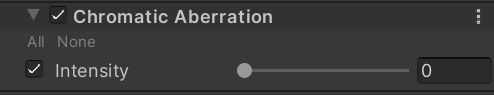 Chromatic Aberration
All None
Intensity 0